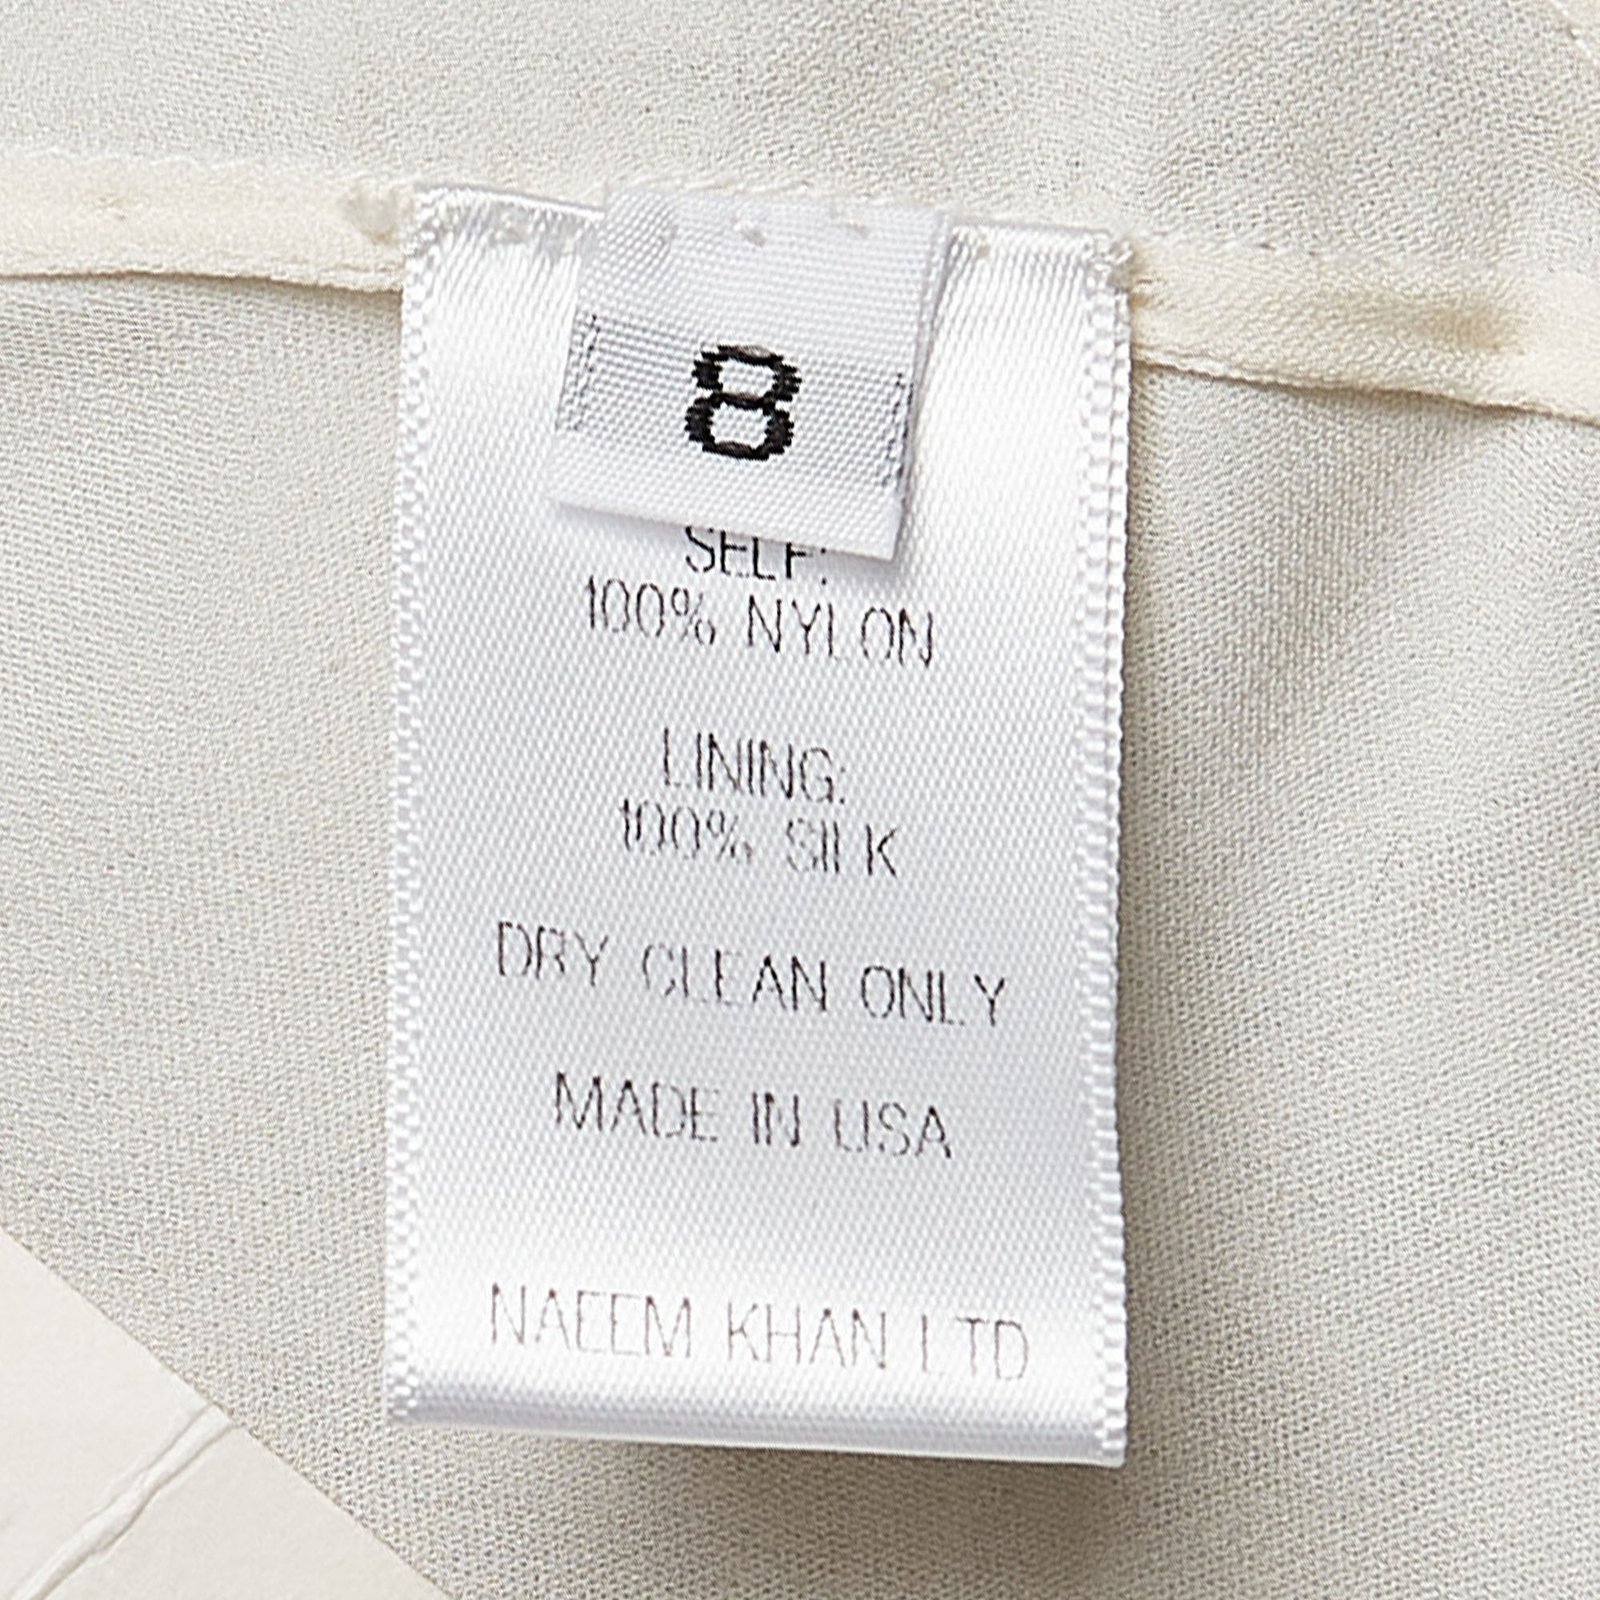 8
SELF:
100% NYLON
LINING:
100% SILK
DRY CLEAN ONLY
MADE IN USA
NAEEM KHAN LTD